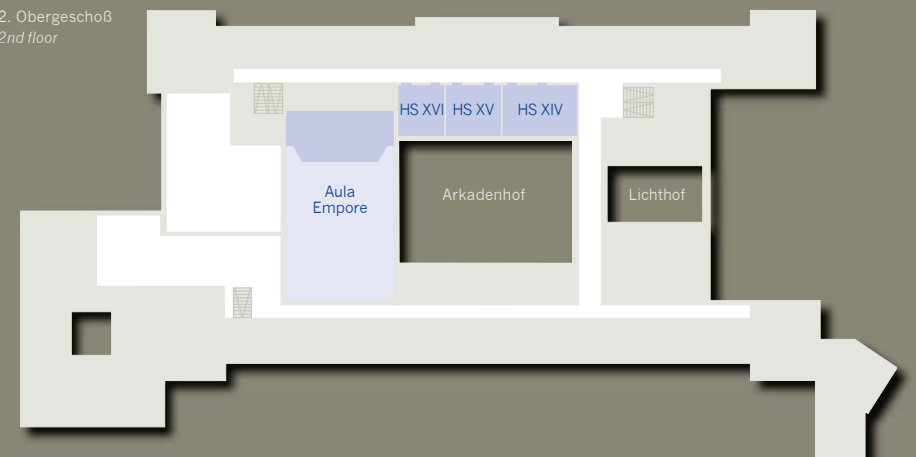 2. Obergeschoß
2nd floor
HS XVI
HS XV
HS XIV
Aula
Empore
Arkadenhof
Lichthof